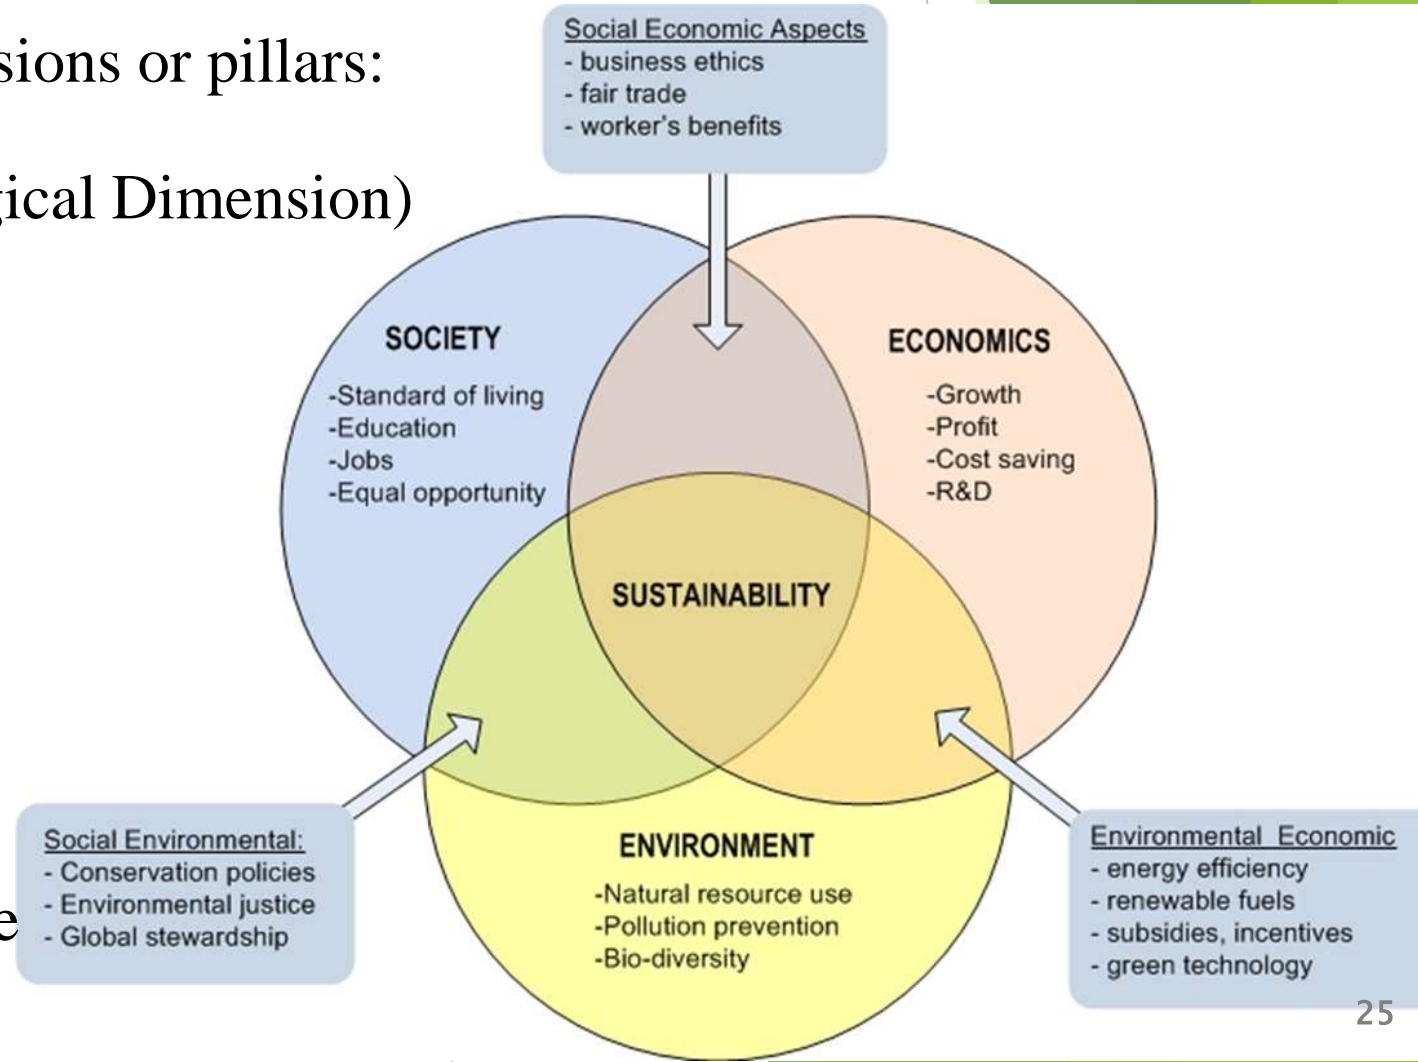 sions or pillars:
gical Dimension)
Social Economic Aspects
- business ethics
- fair trade
- worker's benefits
SOCIETY
-Standard of living
-Education
-Jobs
-Equal opportunity
ECONOMICS
-Growth
-Profit
-Cost saving
-R&D
SUSTAINABILITY
ENVIRONMENT
-Natural resource use
-Pollution prevention
-Bio-diversity
Social Environmental:
- Conservation policies
- Environmental justice
- Global stewardship
e
Environmental Economic
- energy efficiency
- renewable fuels
- subsidies, incentives
- green technology
25